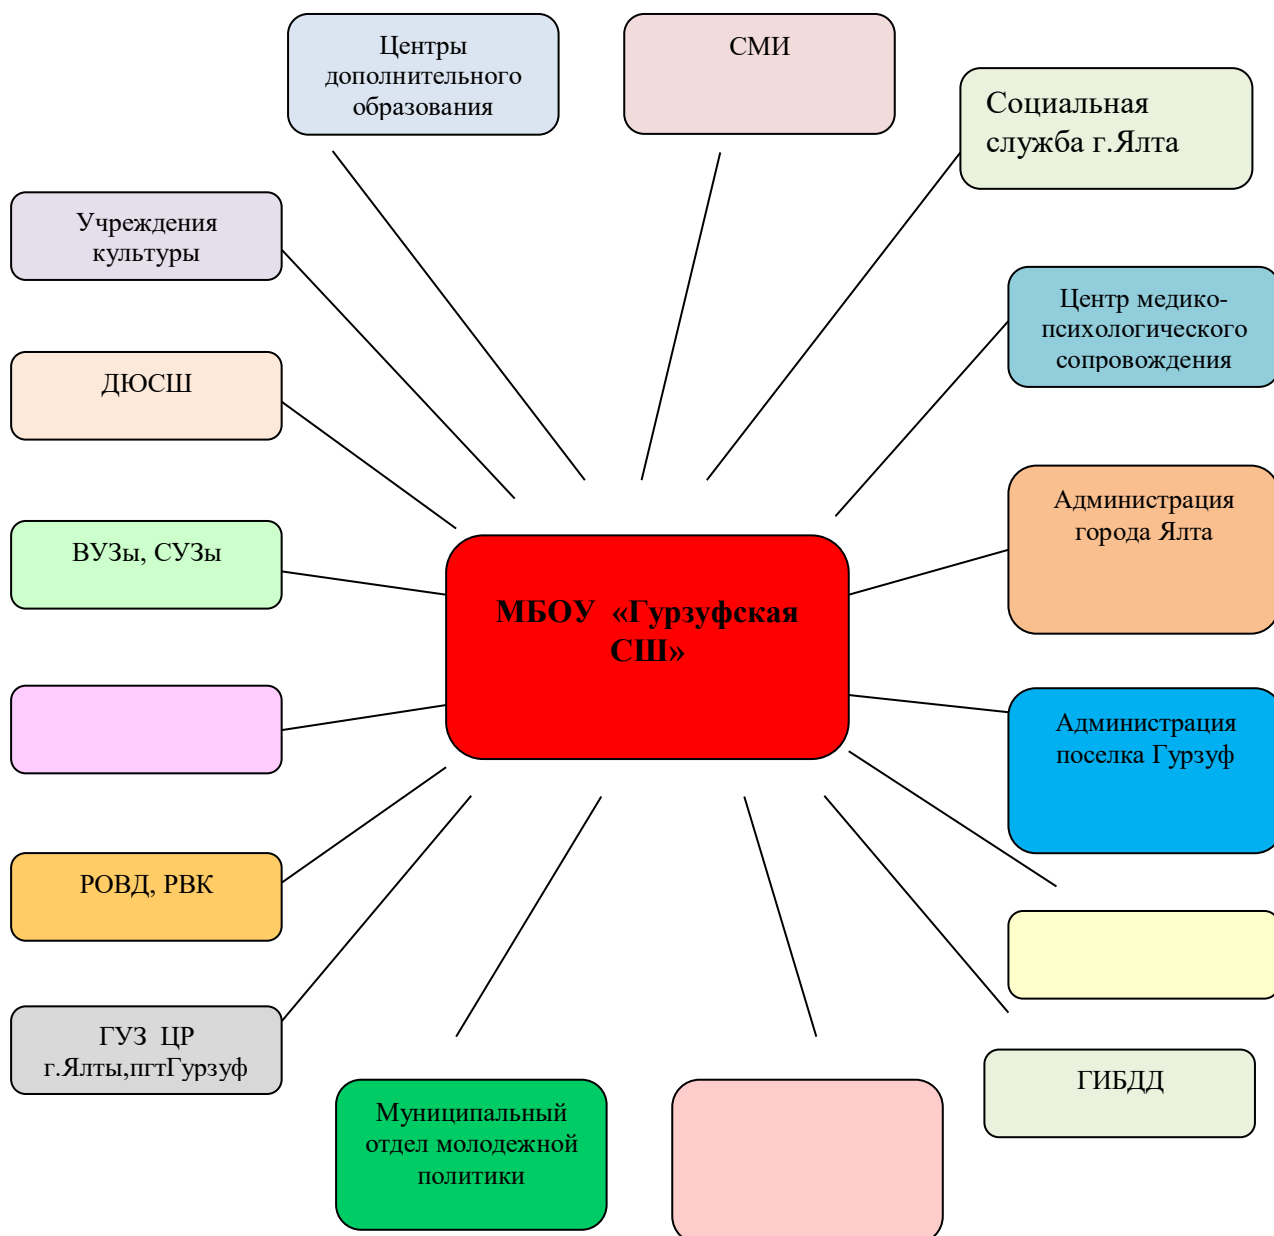 Центры
дополнительного
образования
СМИ
Социальная
служба г.Ялта
Учреждения
культуры
Центр медико-
психологического
сопровождения
ДЮСШ
Администрация
города Ялта
ВУЗы, СУЗы
МБОУ «Гурзуфская
СШ»
Администрация
поселка Гурзуф
РОВД, РВК
ГУЗ ЦР
г.Ялты,пгтГурзуф
ГИБДД
Муниципальный
отдел молодежной
политики